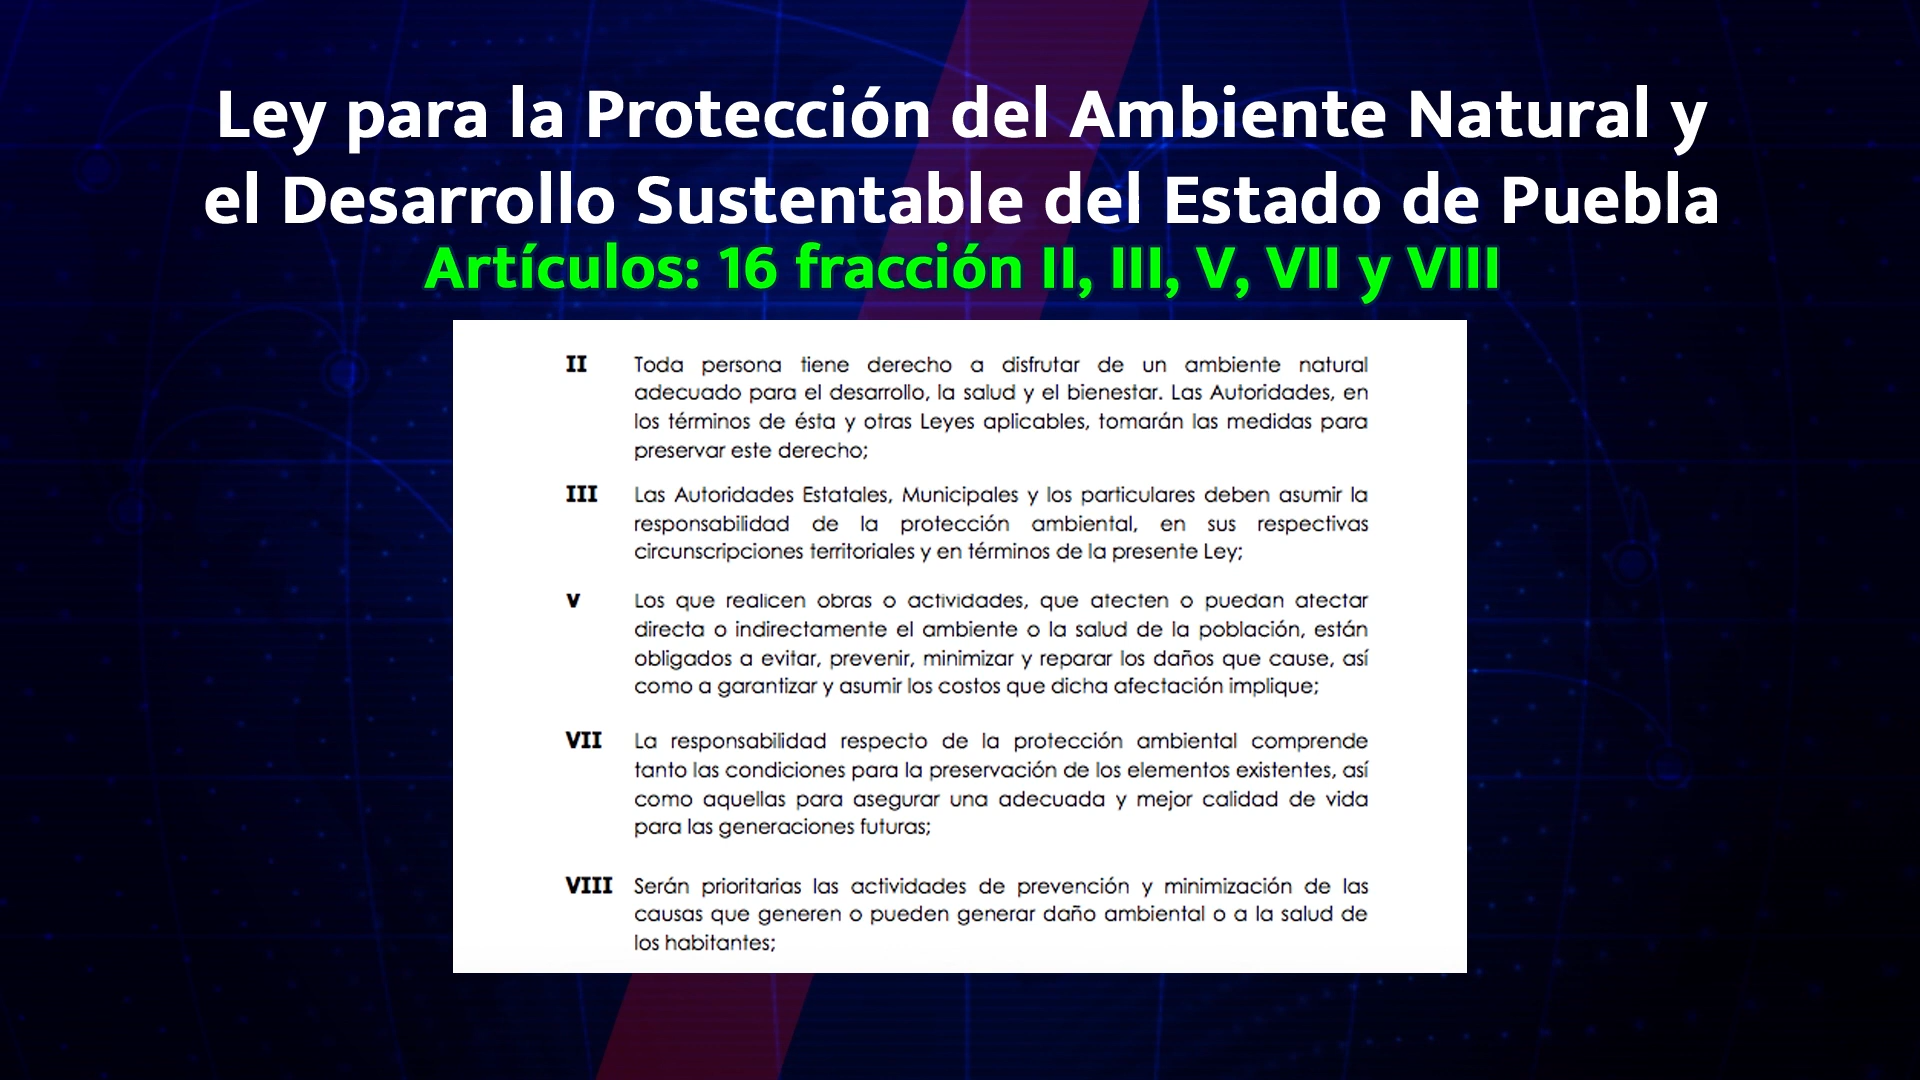 Ley para la Protección del Ambiente Natural y
el Desarrollo Sustentable del Estado de Puebla
Artículos: 16 fracción II, III, V, VII y VIII
II Toda persona tiene derecho a disfrutar de un ambiente natural
adecuado para el desarrollo, la salud y el bienestar. Las Autoridades, en
los términos de ésta y otras Leyes aplicables, tomarán las medidas para
preservar este derecho;
III Las Autoridades Estatales, Municipales y los particulares deben asumir la
responsabilidad de la protección ambiental, en sus respectivas
circunscripciones territoriales y en términos de la presente Ley;
V Los que realicen obras o actividades, que afecten o puedan afectar
directa o indirectamente el ambiente o la salud de la población, están
obligados a evitar, prevenir, minimizar y reparar los daños que cause, así
como a garantizar y asumir los costos que dicha afectación implique;
VII La responsabilidad respecto de la protección ambiental comprende
tanto las condiciones para la preservación de los elementos existentes, así
como aquellas para asegurar una adecuada y mejor calidad de vida
para las generaciones futuras;
VIII Serán prioritarias las actividades de prevención y minimización de las
causas que generen o pueden generar daño ambiental o a la salud de
los habitantes;